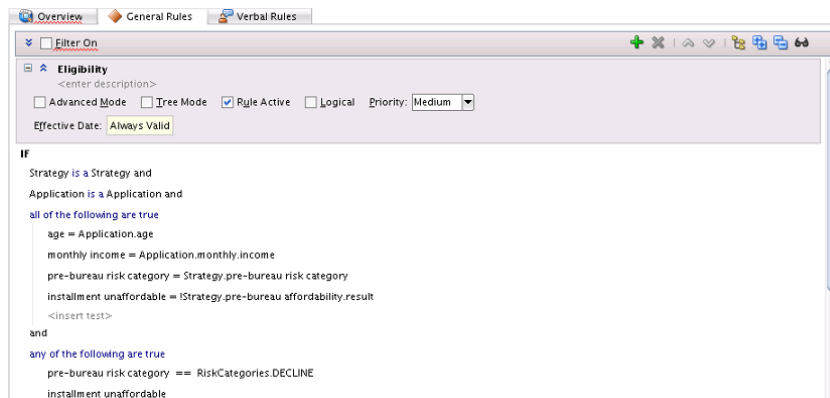 Overview General Rules Verbal Rules
Filter On
Eligibility
<enter description>
Advanced Mode Tree Mode Rule Active Logical Priority: Medium
Effective Date: Always Valid
IF
Strategy is a Strategy and
Application is a Application and
all of the following are true
age = Application.age
monthly income = Application.monthly.income
pre-bureau risk category = Strategy.pre-bureau risk category
installment unaffordable = !Strategy.pre-bureau affordability.result
<insert test>
and
any of the following are true
pre-bureau risk category == RiskCategories.DECLINE
installment unaffordable